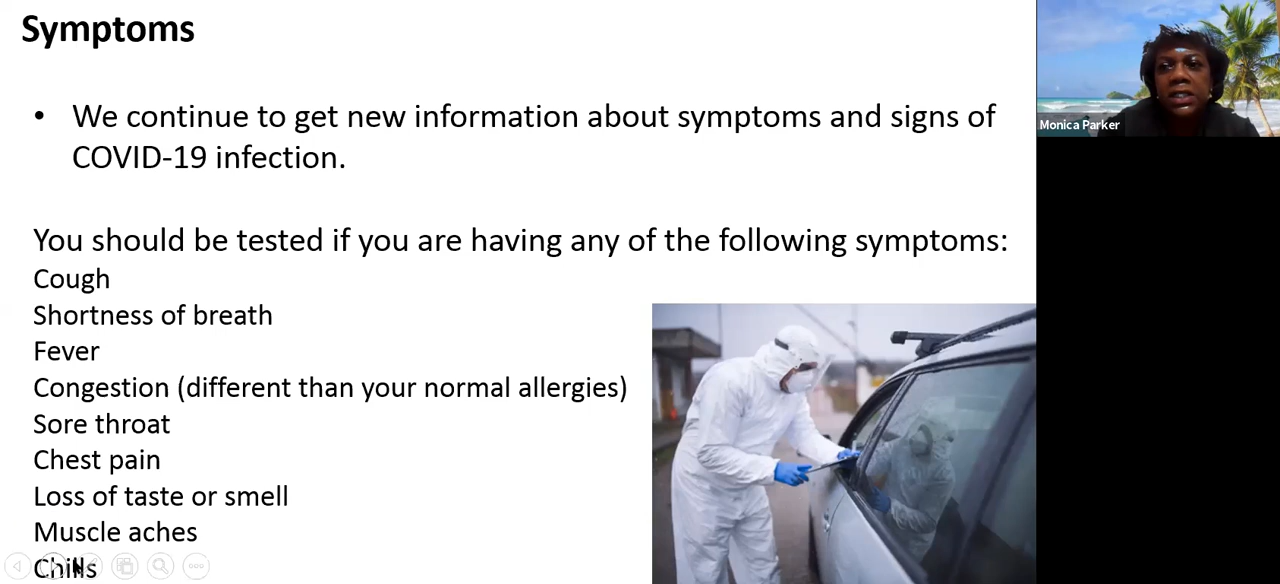 Symptoms
• We continue to get new information about symptoms and signs of
COVID-19 infection.
You should be tested if you are having any of the following symptoms:
Cough
Shortness of breath
Fever
Congestion (different than your normal allergies)
Sore throat
Chest pain
Loss of taste or smell
Muscle aches
Chills
Monica Parker